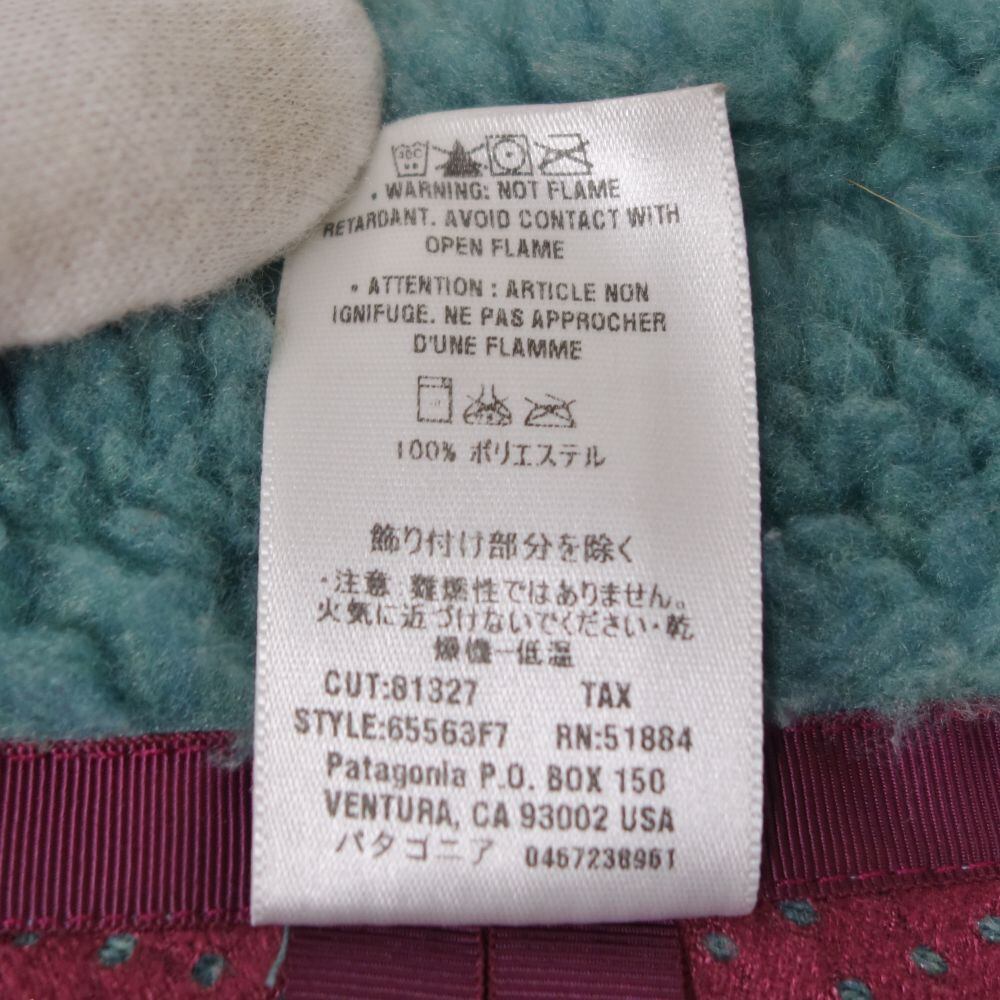 40C
. WARNING: NOT FLAME
RETARDANT. AVOID CONTACT WITH
OPEN FLAME
• ATTENTION : ARTICLE NON
IGNIFUGE. NE PAS APPROCHER
D'UNE FLAMME
100% ポリエステル
飾り付け部分を除く
・注意 難燃性ではありません。
火気に近づけないでください・乾
燥機ー低温
CUT:81327 TAX
STYLE:65563F7 RN:51884
Patagonia P.O. BOX 150
VENTURA, CA 93002 USA
パタゴニア 0467238961